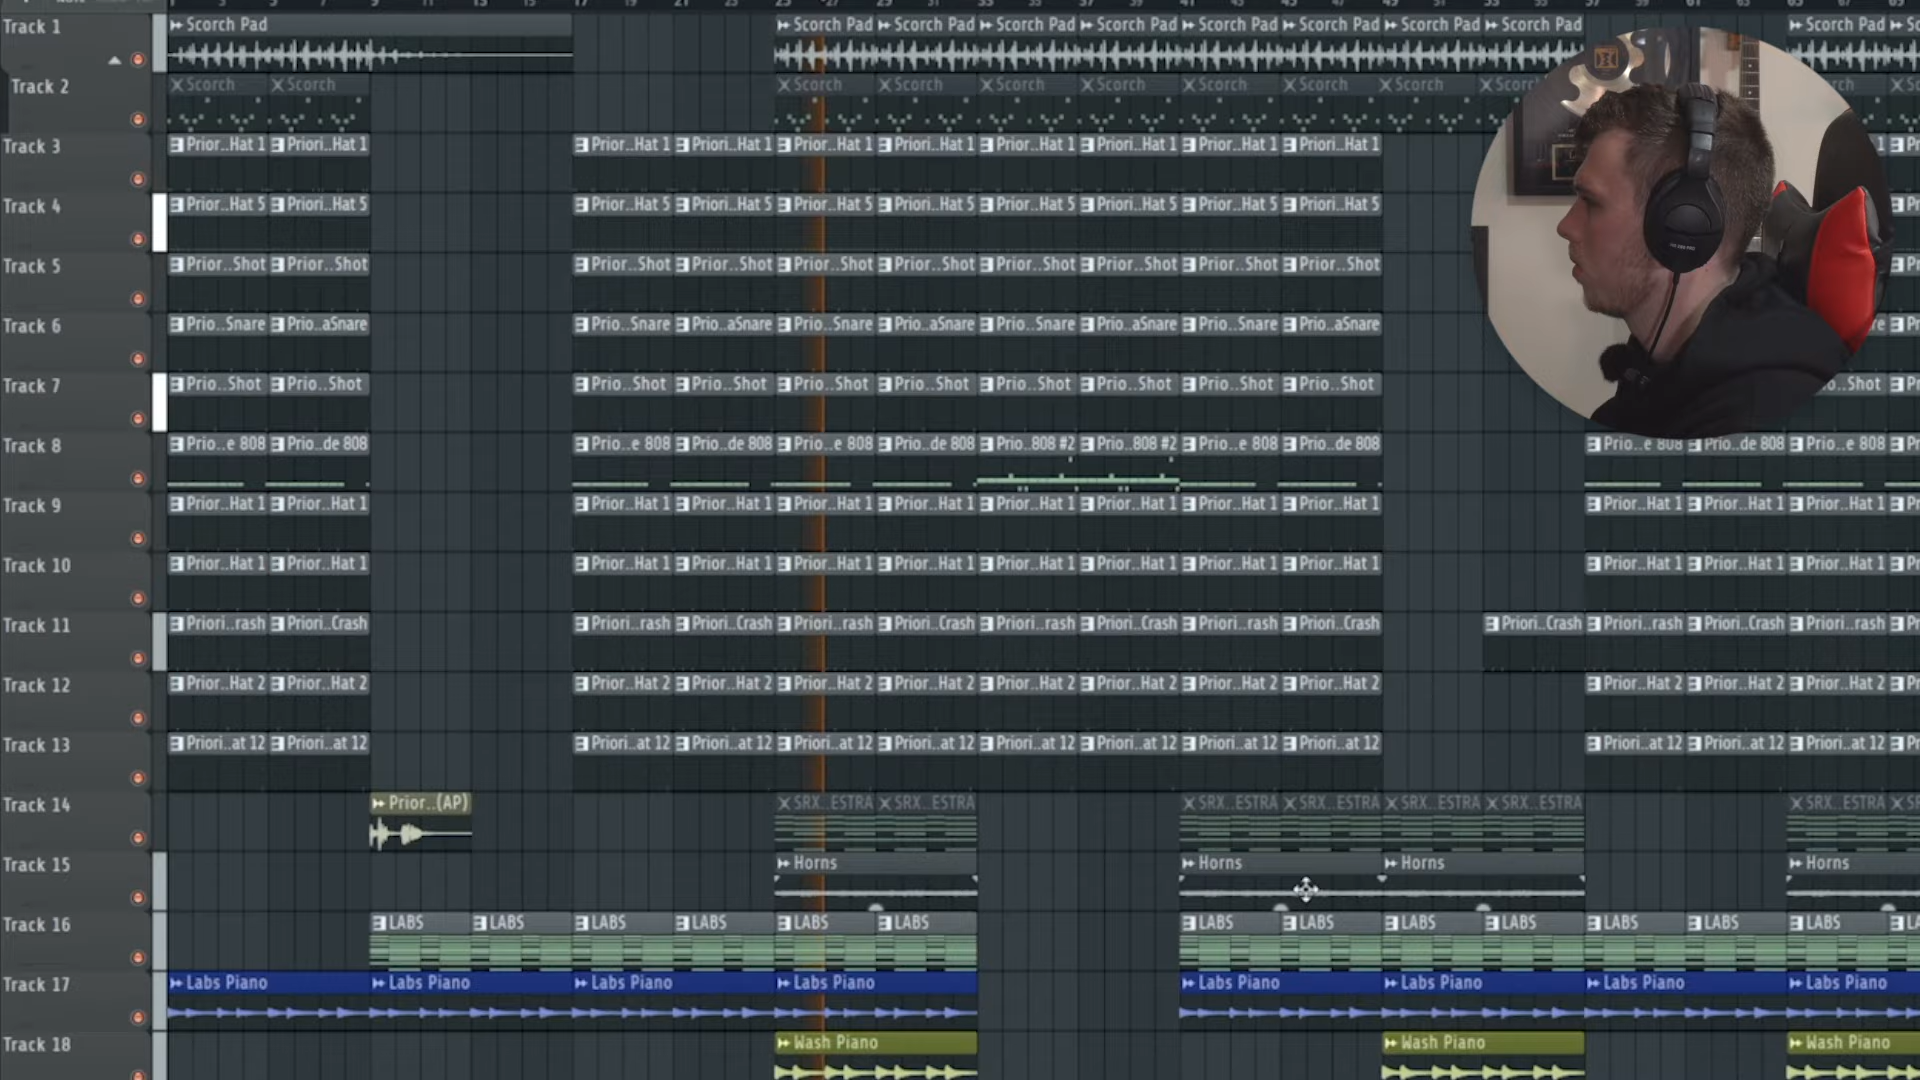 Track 1 Scorch Pad Scorch Pad Scorch Pad Scorch Pad Scorch Pad Scorch Pad Scorch Pad Scorch Pad Scorch Pad Scorch Pad
Track 2 Scorch Scorch Scorch Scorch Scorch Scorch Scorch Scorch Scorch
Track 3 Prior..Hat 1 Priori..Hat 1 Prior..Hat 1 Priori..Hat 1 Prior..Hat 1 Priori..Hat 1 Prior..Hat 1 Priori..Hat 1 Prior..Hat 1 Priori..Hat 1
Track 4 Prior..Hat 5 Priori..Hat 5 Prior..Hat 5 Priori..Hat 5 Prior..Hat 5 Priori..Hat 5 Prior..Hat 5 Priori..Hat 5 Prior..Hat 5 Priori..Hat 5
Track 5 Prior..Shot Prior..Shot Prior..Shot Prior..Shot Prior..Shot Prior..Shot Prior..Shot Prior..Shot Prior..Shot Prior..Shot
Track 6 Prio..Snare Prio..aSnare Prio..Snare Prio..aSnare Prio..Snare Prio..aSnare Prio..Snare Prio..aSnare Prio..Snare Prio..aSnare
Track 7 Prio..Shot Prio..Shot Prio..Shot Prio..Shot Prio..Shot Prio..Shot Prio..Shot Prio..Shot Prio..Shot Prio..Shot
Track 8 Prio..e 808 Prio..de 808 Prio..e 808 Prio..de 808 Prio..e 808 Prio..de 808 Prio..808 #2 Prio..808 #2 Prio..e 808 Prio..de 808 Prio..e 808 Prio..de 808 Prio..e 808
Track 9 Prior..Hat 1 Prior..Hat 1 Prior..Hat 1 Prior..Hat 1 Prior..Hat 1 Prior..Hat 1 Prior..Hat 1 Prior..Hat 1 Prior..Hat 1 Prior..Hat 1 Prior..Hat 1 Prior..Hat 1 Prior..Hat 1
Track 10 Prior..Hat 1 Prior..Hat 1 Prior..Hat 1 Prior..Hat 1 Prior..Hat 1 Prior..Hat 1 Prior..Hat 1 Prior..Hat 1 Prior..Hat 1 Prior..Hat 1 Prior..Hat 1 Prior..Hat 1 Prior..Hat 1
Track 11 Priori..rash Priori..Crash Priori..rash Priori..Crash Priori..rash Priori..Crash Priori..rash Priori..Crash Priori..rash Priori..Crash Priori..Crash Priori..rash Priori..Crash Priori..rash
Track 12 Prior..Hat 2 Prior..Hat 2 Prior..Hat 2 Prior..Hat 2 Prior..Hat 2 Prior..Hat 2 Prior..Hat 2 Prior..Hat 2 Prior..Hat 2 Prior..Hat 2 Prior..Hat 2 Prior..Hat 2 Prior..Hat 2
Track 13 Priori..at 12 Priori..at 12 Priori..at 12 Priori..at 12 Priori..at 12 Priori..at 12 Priori..at 12 Priori..at 12 Priori..at 12 Priori..at 12 Priori..at 12 Priori..at 12 Priori..at 12
Track 14 Prior..(AP) SRX..ESTRA SRX..ESTRA SRX..ESTRA SRX..ESTRA SRX..ESTRA SRX..ESTRA SRX..ESTRA
Track 15 Horns Horns Horns Horns
Track 16 LABS LABS LABS LABS LABS LABS LABS LABS LABS LABS LABS LABS LABS
Track 17 Labs Piano Labs Piano Labs Piano Labs Piano Labs Piano Labs Piano Labs Piano Labs Piano
Track 18 Wash Piano Wash Piano Wash Piano